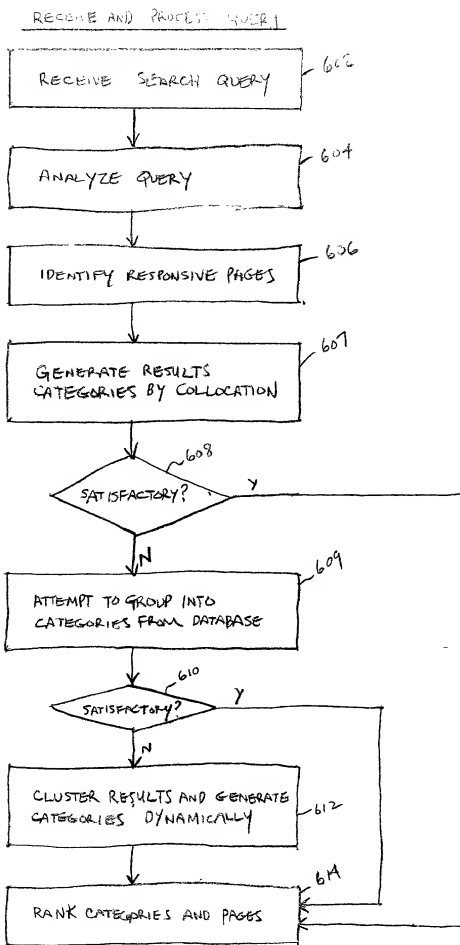 RECEIVE AND PROCESS QUERY
RECEIVE SEARCH QUERY
602
ANALYZE QUERY
604
IDENTIFY RESPONSIVE PAGES
606
GENERATE RESULTS
CATEGORIES BY COLLOCATION
607
SATISFACTORY?
608
Y
N
ATTEMPT TO GROUP INTO
CATEGORIES FROM DATABASE
609
SATISFACTORY?
610
Y
N
CLUSTER RESULTS AND GENERATE
CATEGORIES DYNAMICALLY
612
RANK CATEGORIES AND PAGES
614